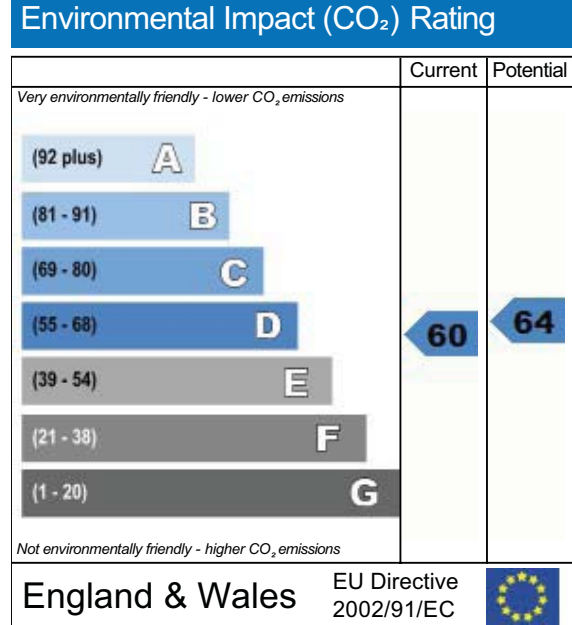 Environmental Impact (CO₂) Rating
Current Potential
Very environmentally friendly - lower CO₂ emissions
(92 plus) A
(81 - 91) B
(69 - 80) C
(55 - 68) D
60
64
(39 - 54) E
(21 - 38) F
(1 - 20) G
Not environmentally friendly - higher CO₂ emissions
England & Wales
EU Directive
2002/91/EC